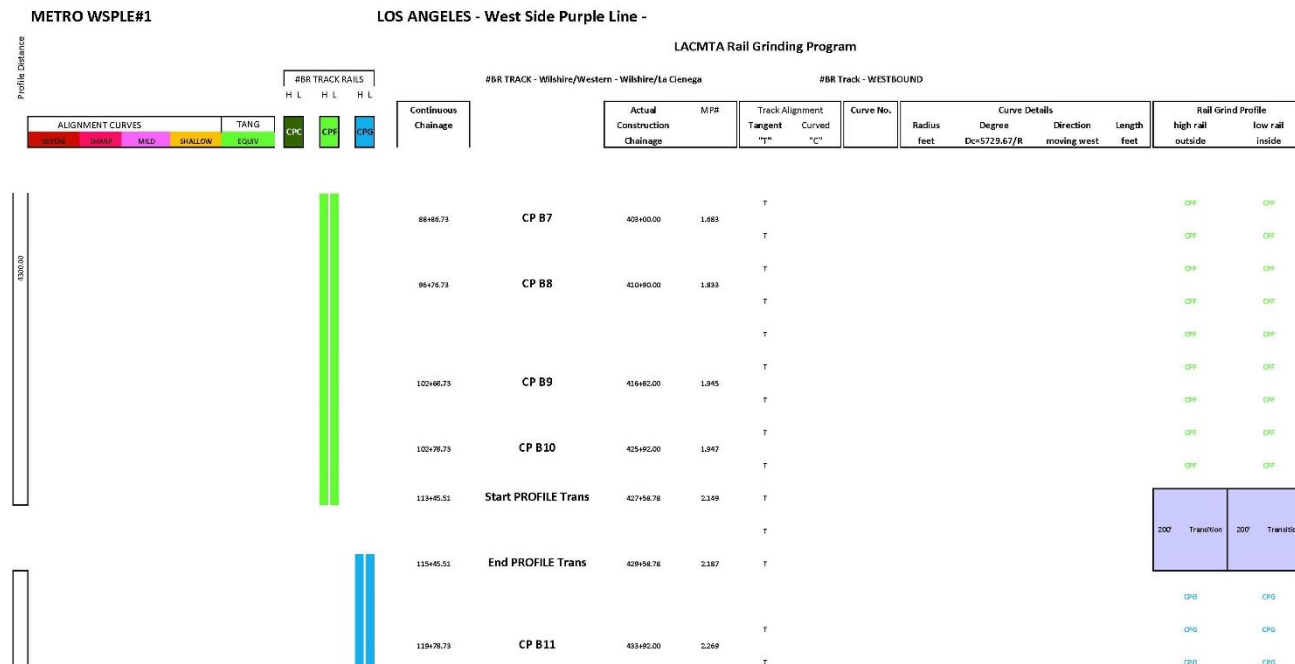 METRO WSPLE#1
LOS ANGELES - West Side Purple Line -
LACMTA Rail Grinding Program
Profile Distance
#BR TRACK RAILS
#BR TRACK - Wilshire/Western - Wilshire/La Cienega
#BR Track - WESTBOUND
H L H L H L
ALIGNMENT CURVES TANG
SEVERE SHARP MILD SHALLOW EQUIV
CPC CPF CPG
Continuous Actual MP# Track Alignment Curve No. Curve Details Rail Grind Profile
Chainage Construction Tangent Curved Radius Degree Direction Length high rail low rail
Chainage "T" "C" feet Dc=5729.67/R moving west feet outside inside
T CPF CPF
88+86.73 CP B7 403+00.00 1.683
T CPF CPF
4300.00
T CPF CPF
96+76.73 CP B8 410+90.00 1.833
T CPF CPF
T CPF CPF
T CPF CPF
102+68.73 CP B9 416+82.00 1.945
T CPF CPF
T CPF CPF
102+78.73 CP B10 425+92.00 1.947
T CPF CPF
113+45.51 Start PROFILE Trans 427+58.78 2.149 T
T 200' Transition 200' Transitio
115+45.51 End PROFILE Trans 429+58.78 2.187 T
CPG CPG
T CPG CPG
119+78.73 CP B11 433+92.00 2.269
T CPG CPG